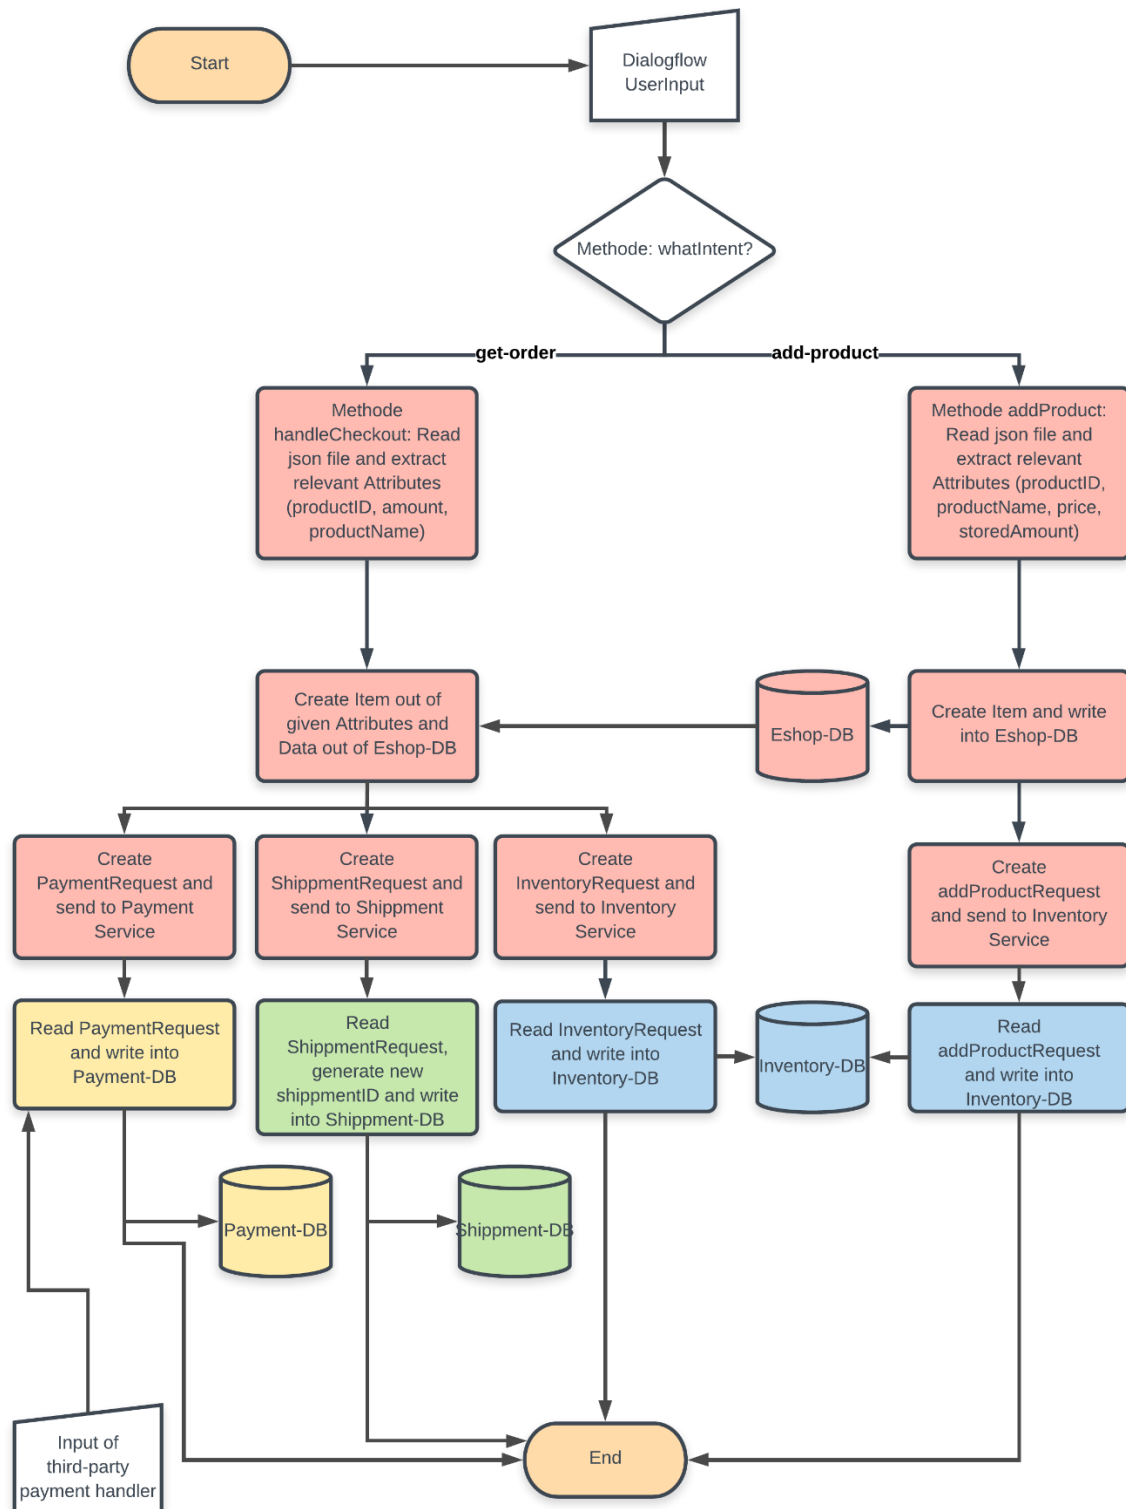 Start
Dialogflow
UserInput
Methode: whatIntent?
get-order
add-product
Methode
handleCheckout: Read
json file and extract
relevant Attributes
(productID, amount,
productName)
Methode addProduct:
Read json file and
extract relevant
Attributes (productID,
productName, price,
storedAmount)
Create Item out of
given Attributes and
Data out of Eshop-DB
Eshop-DB
Create Item and write
into Eshop-DB
Create
PaymentRequest and
send to Payment
Service
Create
ShippmentRequest and
send to Shippment
Service
Create
InventoryRequest and
send to Inventory
Service
Create
addProductRequest
and send to Inventory
Service
Read PaymentRequest
and write into
Payment-DB
Read
ShippmentRequest,
generate new
shippmentID and write
into Shippment-DB
Read InventoryRequest
and write into
Inventory-DB
Inventory-DB
Read
addProductRequest
and write into
Inventory-DB
Payment-DB
Shippment-DB
Input of
third-party
payment handler
End